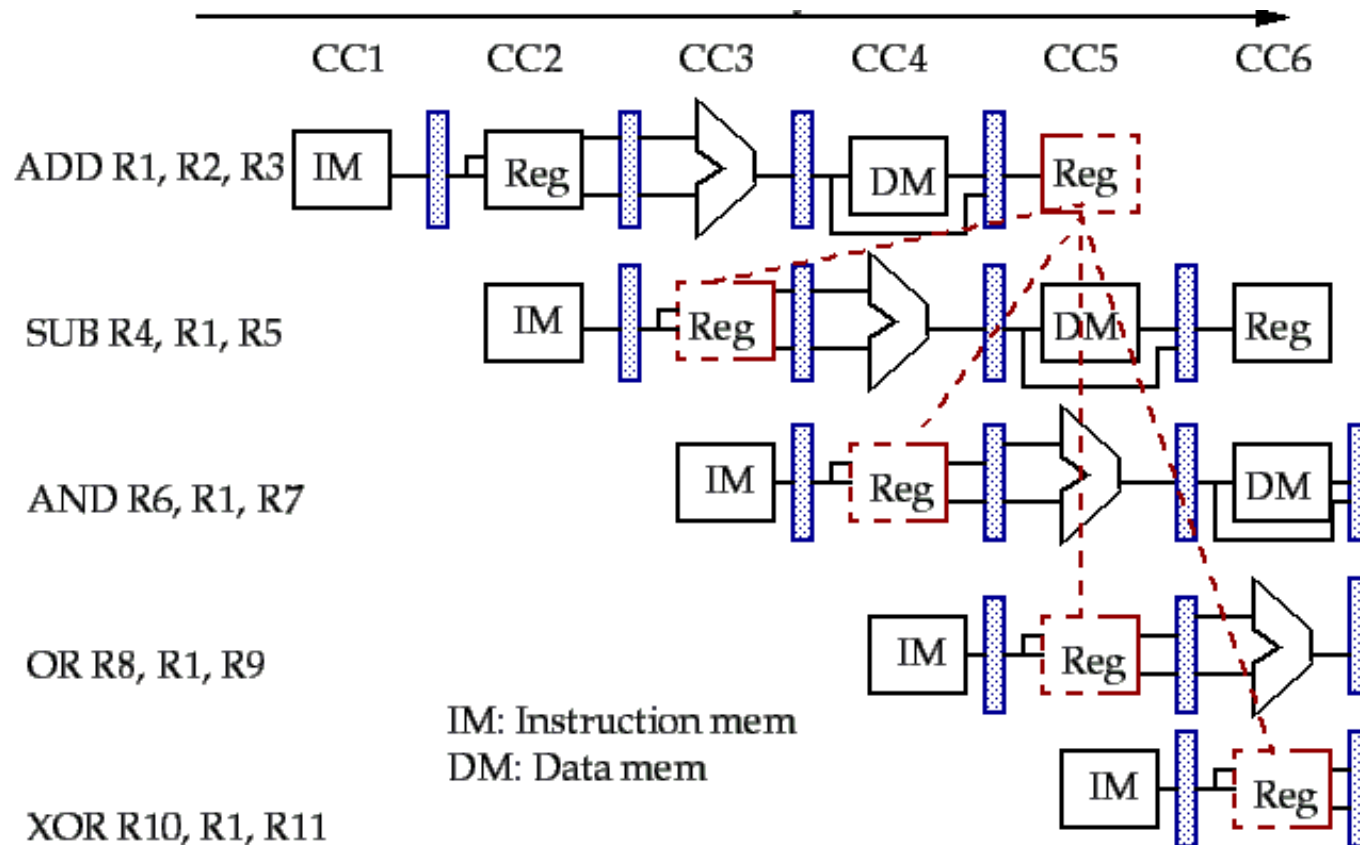 CC1 CC2 CC3 CC4 CC5 CC6
ADD R1, R2, R3 IM Reg DM Reg
SUB R4, R1, R5 IM Reg DM Reg
AND R6, R1, R7 IM Reg DM
OR R8, R1, R9 IM Reg
IM: Instruction mem
DM: Data mem
IM Reg
XOR R10, R1, R11